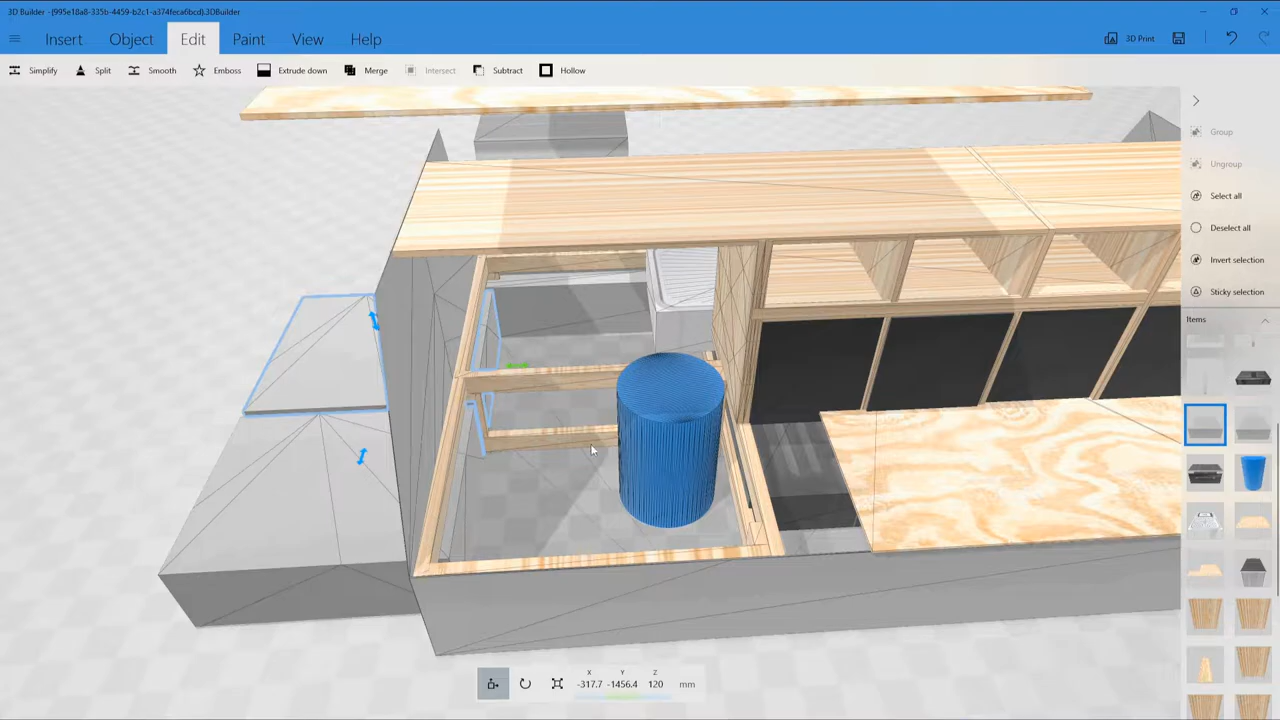 3D Builder - (995e18a8-335b-4459-b2c1-a374feca6bcd).3DBuilder
Insert Object Edit Paint View Help
3D Print
Simplify Split Smooth Emboss Extrude down Merge Intersect Subtract Hollow
Group
Ungroup
Select all
Deselect all
Invert selection
Sticky selection
Items
X Y Z
-317.7 -1456.4 120 mm